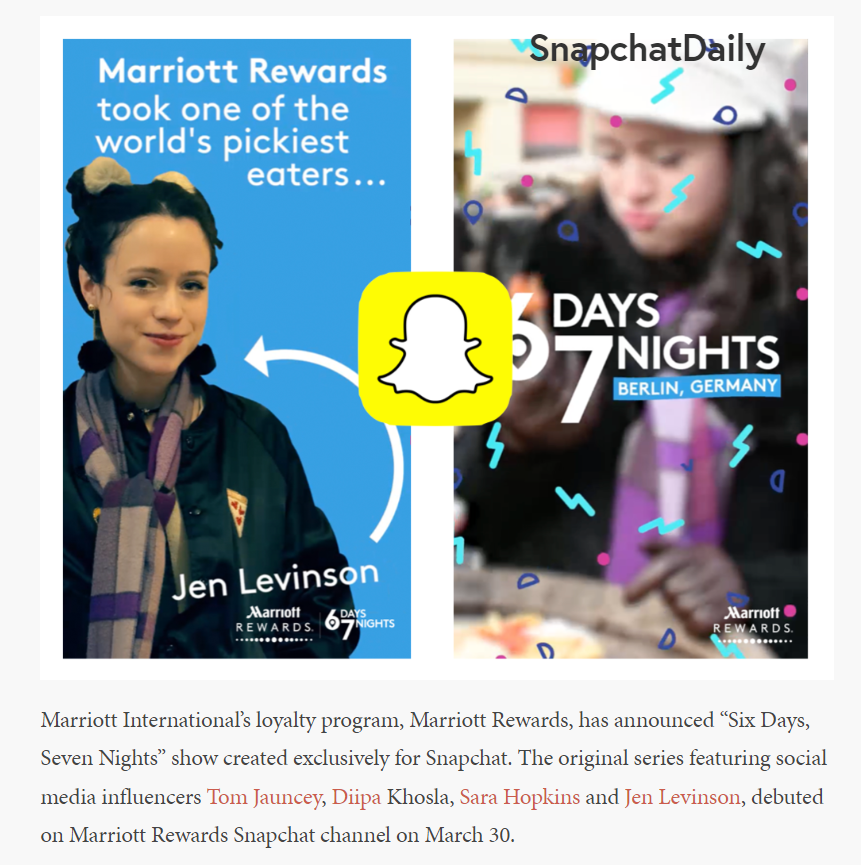 SnapchatDaily
Marriott Rewards
took one of the
world's pickiest
eaters...
Jen Levinson
Marriott
REWARDS.
6 DAYS
7 NIGHTS
6 DAYS
7 NIGHTS
BERLIN, GERMANY
Marriott
REWARDS.
Marriott International’s loyalty program, Marriott Rewards, has announced “Six Days,
Seven Nights” show created exclusively for Snapchat. The original series featuring social
media influencers Tom Jauncey, Diipa Khosla, Sara Hopkins and Jen Levinson, debuted
on Marriott Rewards Snapchat channel on March 30.